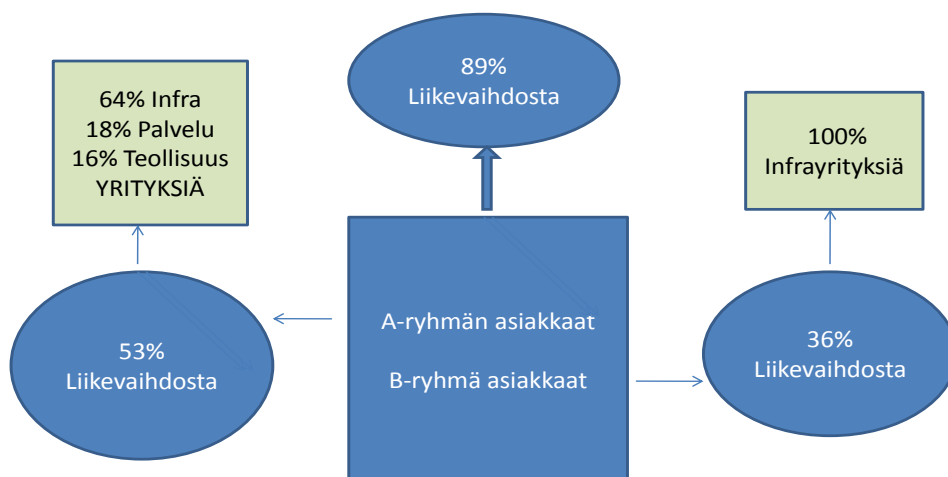 64% Infra
18% Palvelu
16% Teollisuus
YRITYKSIÄ
89%
Liikevaihdosta
100%
Infrayrityksiä
53%
Liikevaihdosta
A-ryhmän asiakkaat
B-ryhmä asiakkaat
36%
Liikevaihdosta